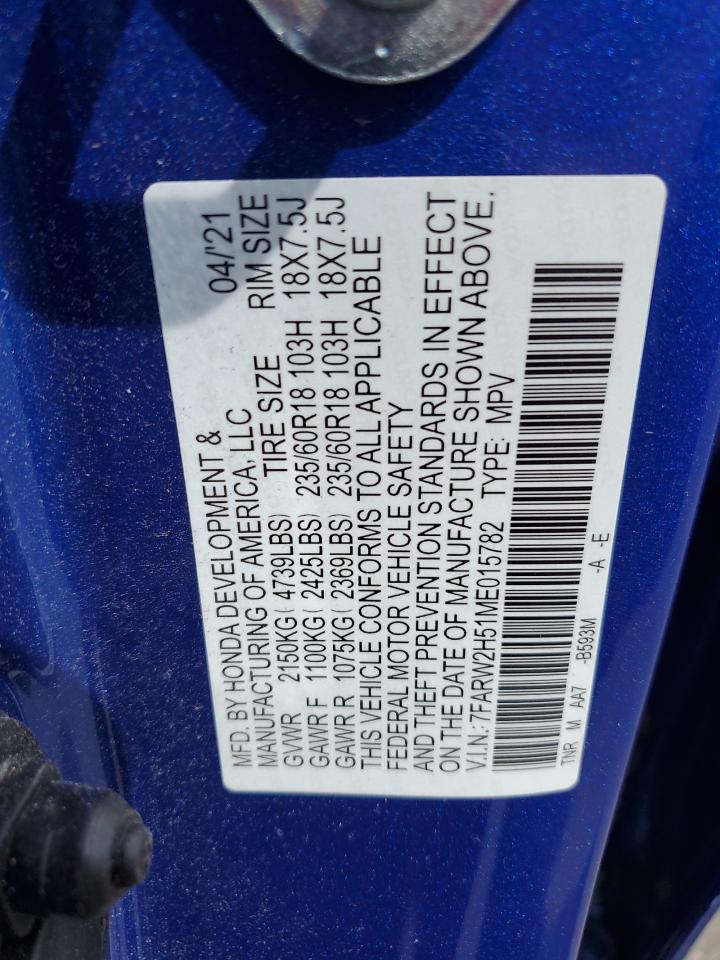 MFD. BY HONDA DEVELOPMENT & 04/'21
MANUFACTURING OF AMERICA, LLC
GVWR 2150KG( 4739LBS) TIRE SIZE RIM SIZE
GAWR F 1100KG( 2425LBS) 235/60R18 103H 18X7.5J
GAWR R 1075KG( 2369LBS) 235/60R18 103H 18X7.5J
THIS VEHICLE CONFORMS TO ALL APPLICABLE
FEDERAL MOTOR VEHICLE SAFETY
AND THEFT PREVENTION STANDARDS IN EFFECT
ON THE DATE OF MANUFACTURE SHOWN ABOVE.
V.I.N.: 7FARW2H51ME015782 TYPE: MPV
TNR M AA7 -B593M -A -E